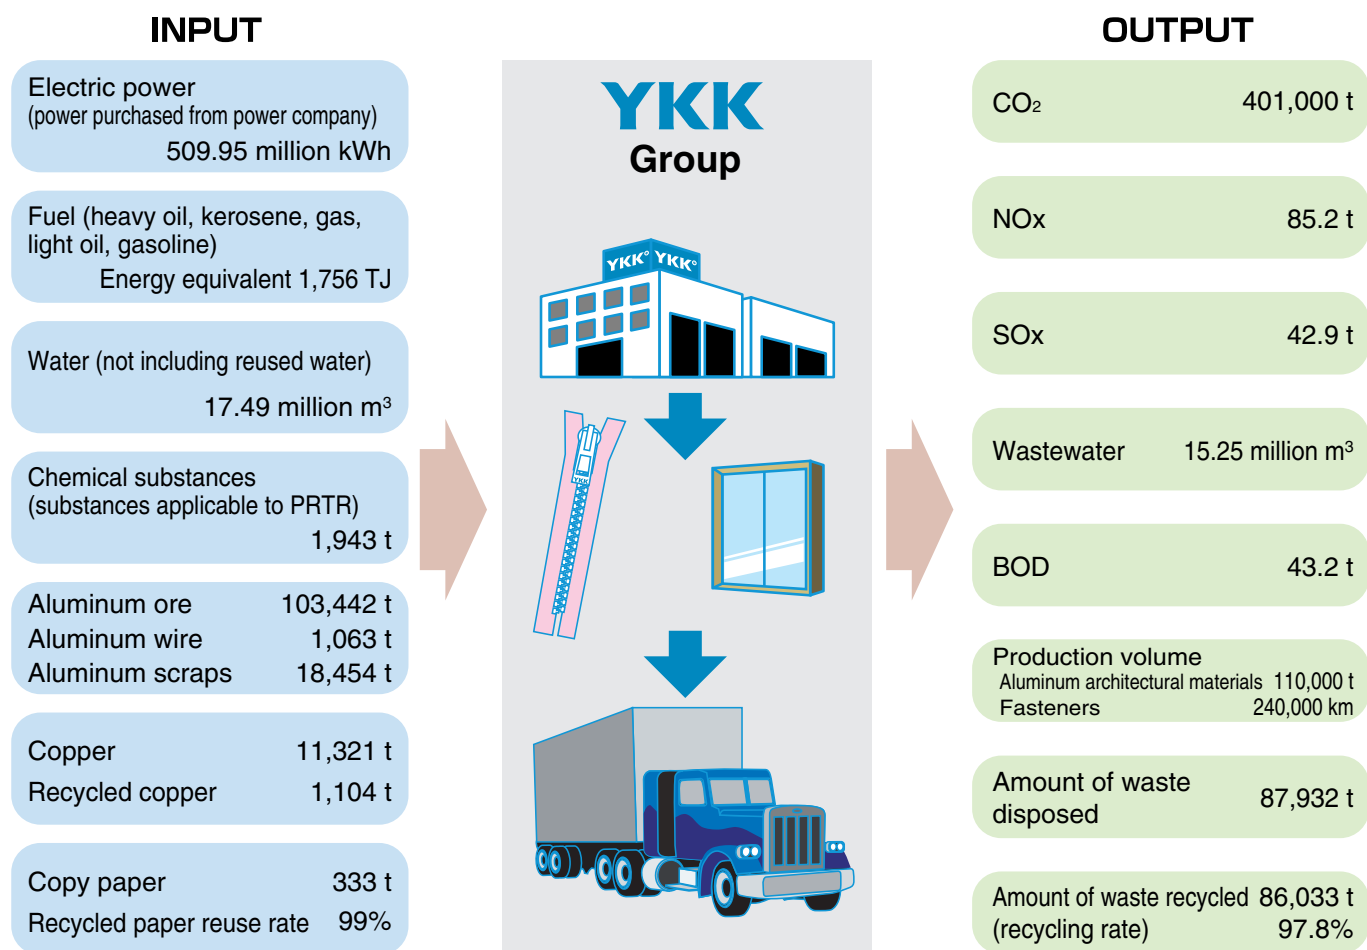 INPUT
Electric power
(power purchased from power company)
509.95 million kWh
Fuel (heavy oil, kerosene, gas,
light oil, gasoline)
Energy equivalent 1,756 TJ
Water (not including reused water)
17.49 million m³
Chemical substances
(substances applicable to PRTR)
1,943 t
Aluminum ore 103,442 t
Aluminum wire 1,063 t
Aluminum scraps 18,454 t
Copper 11,321 t
Recycled copper 1,104 t
Copy paper 333 t
Recycled paper reuse rate 99%
YKK
Group
YKK° YKK°
YKK
OUTPUT
CO₂ 401,000 t
NOx 85.2 t
SOx 42.9 t
Wastewater 15.25 million m³
BOD 43.2 t
Production volume
Aluminum architectural materials 110,000 t
Fasteners 240,000 km
Amount of waste
disposed 87,932 t
Amount of waste recycled 86,033 t
(recycling rate) 97.8%